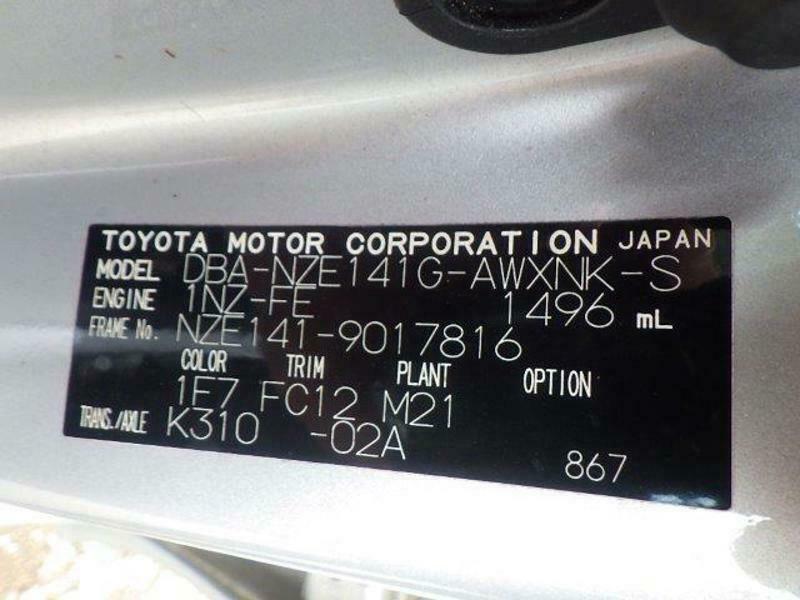 TOYOTA MOTOR CORPORATION JAPAN
MODEL DBA-NZE141G-AWXNK-S
ENGINE 1NZ-FE 1496 mL
FRAME No. NZE141-9017816
COLOR TRIM PLANT OPTION
1F7 FC12 M21
TRANS./AXLE K310 -02A
867